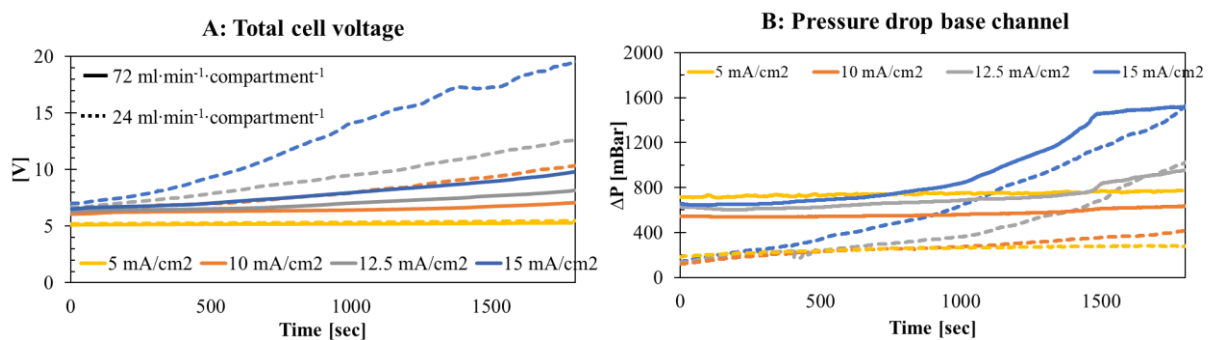 A: Total cell voltage
20
15
10
5
0
[V]
72 ml·min⁻¹·compartment⁻¹
24 ml·min⁻¹·compartment⁻¹
5 mA/cm2 10 mA/cm2 12.5 mA/cm2 15 mA/cm2
0 500 1000 1500
Time [sec]
B: Pressure drop base channel
2000
1600
1200
800
400
0
ΔP [mBar]
5 mA/cm2 10 mA/cm2 12.5 mA/cm2 15 mA/cm2
0 500 1000 1500
Time [sec]